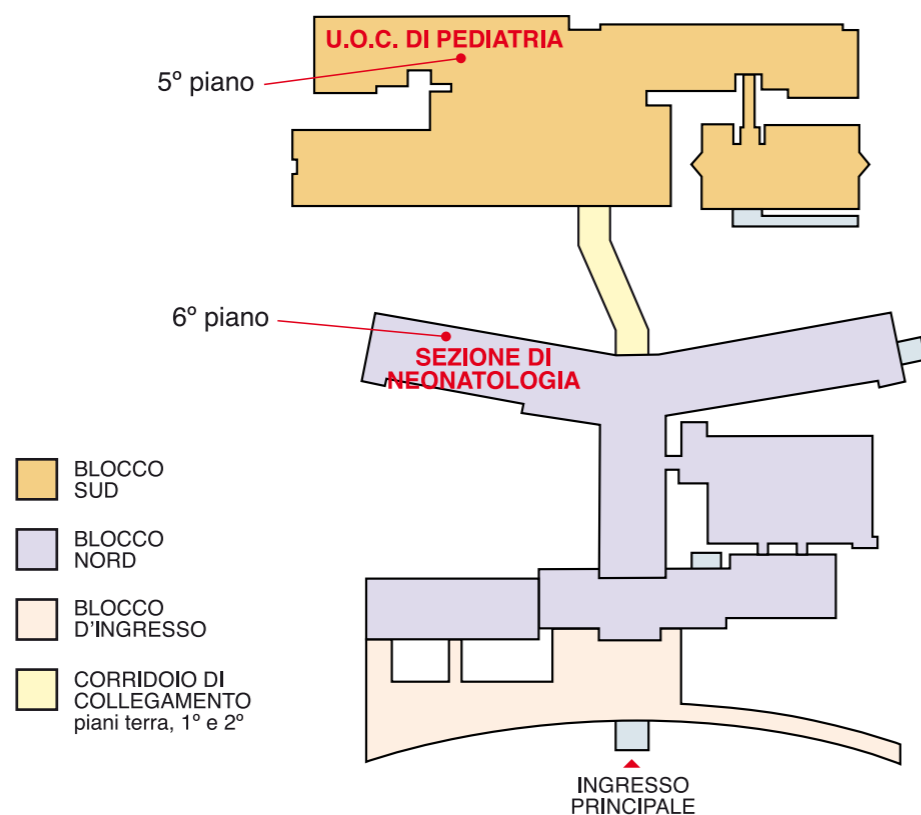 U.O.C. DI PEDIATRIA
5º piano
6º piano
SEZIONE DI
NEONATOLOGIA
BLOCCO
SUD
BLOCCO
NORD
BLOCCO
D'INGRESSO
CORRIDOIO DI
COLLEGAMENTO
piani terra, 1º e 2º
INGRESSO
PRINCIPALE